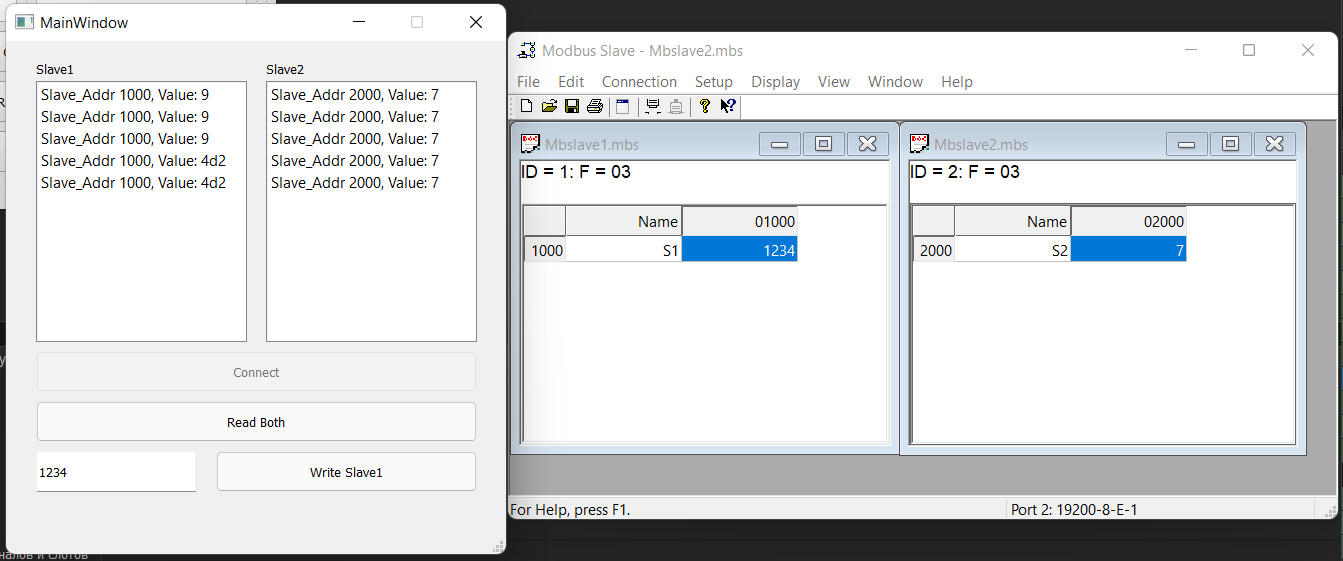 MainWindow
Slave1
Slave_Addr 1000, Value: 9
Slave_Addr 1000, Value: 9
Slave_Addr 1000, Value: 9
Slave_Addr 1000, Value: 4d2
Slave_Addr 1000, Value: 4d2
Slave2
Slave_Addr 2000, Value: 7
Slave_Addr 2000, Value: 7
Slave_Addr 2000, Value: 7
Slave_Addr 2000, Value: 7
Slave_Addr 2000, Value: 7
Connect
Read Both
1234
Write Slave1
Modbus Slave - Mbslave2.mbs
File Edit Connection Setup Display View Window Help
Mbslave1.mbs
ID = 1: F = 03
Name 01000
1000 S1 1234
Mbslave2.mbs
ID = 2: F = 03
Name 02000
2000 S2 7
For Help, press F1.
Port 2: 19200-8-E-1